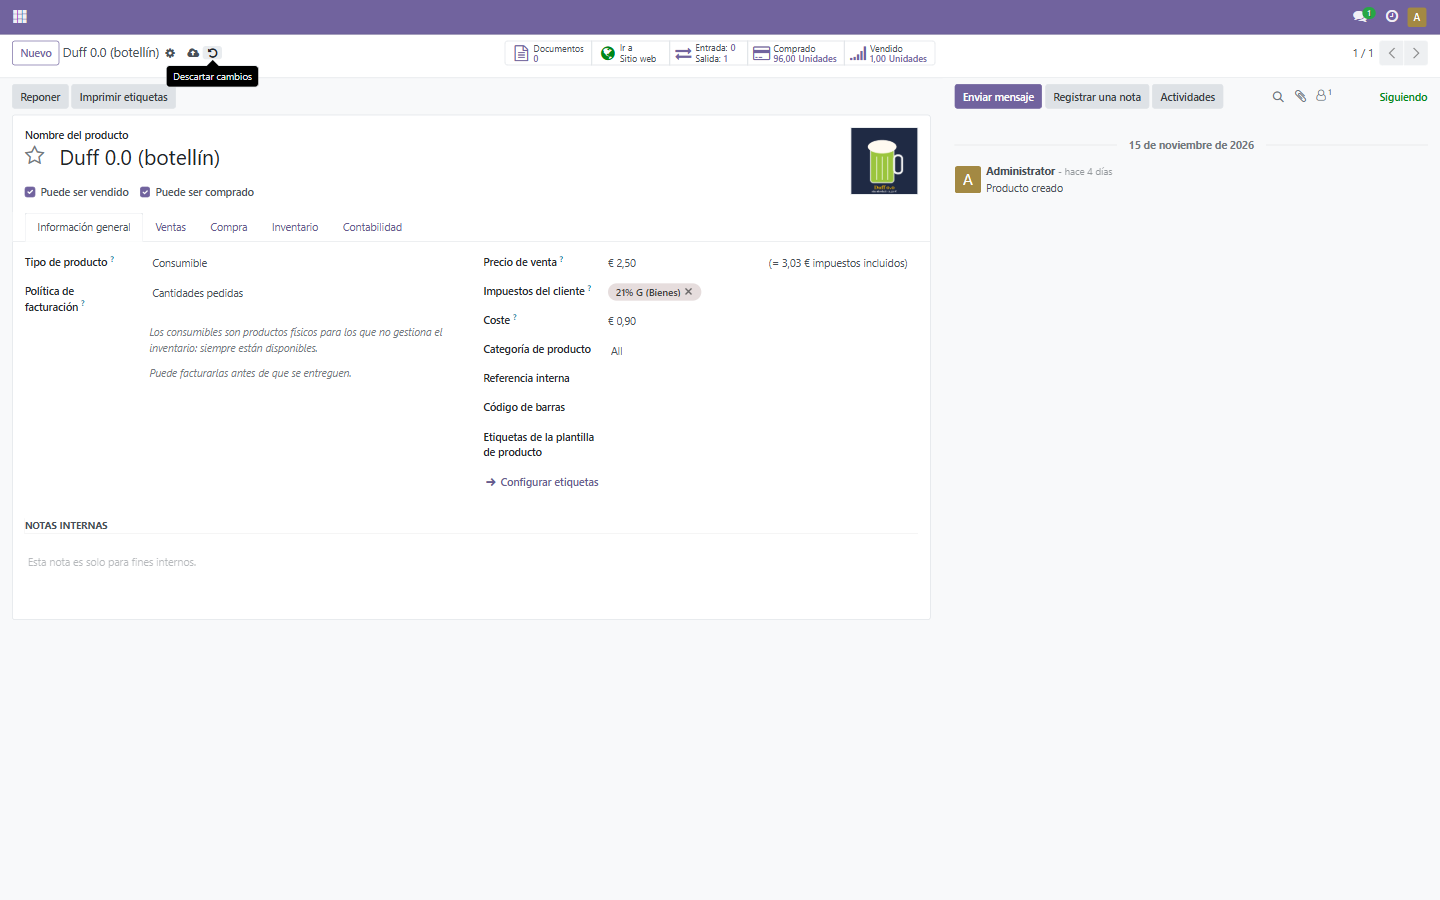 1
A
Nuevo
Duff 0.0 (botellín)
Documentos
0
Ir a
Sitio web
Entrada: 0
Salida: 1
Comprado
96,00 Unidades
Vendido
1,00 Unidades
1 / 1
Descartar cambios
Reponer
Imprimir etiquetas
Enviar mensaje
Registrar una nota
Actividades
1
Siguiendo
Nombre del producto
Duff 0.0 (botellín)
Duff 0.0
Puede ser vendido
Puede ser comprado
15 de noviembre de 2026
A
Administrator - hace 4 días
Producto creado
Información general
Ventas
Compra
Inventario
Contabilidad
Tipo de producto ?
Consumible
Política de
facturación ?
Cantidades pedidas
Los consumibles son productos físicos para los que no gestiona el
inventario: siempre están disponibles.
Puede facturarlas antes de que se entreguen.
Precio de venta ?
€ 2,50
(= 3,03 € impuestos incluidos)
Impuestos del cliente ?
21% G (Bienes)
Coste ?
€ 0,90
Categoría de producto
All
Referencia interna
Código de barras
Etiquetas de la plantilla
de producto
Configurar etiquetas
NOTAS INTERNAS
Esta nota es solo para fines internos.